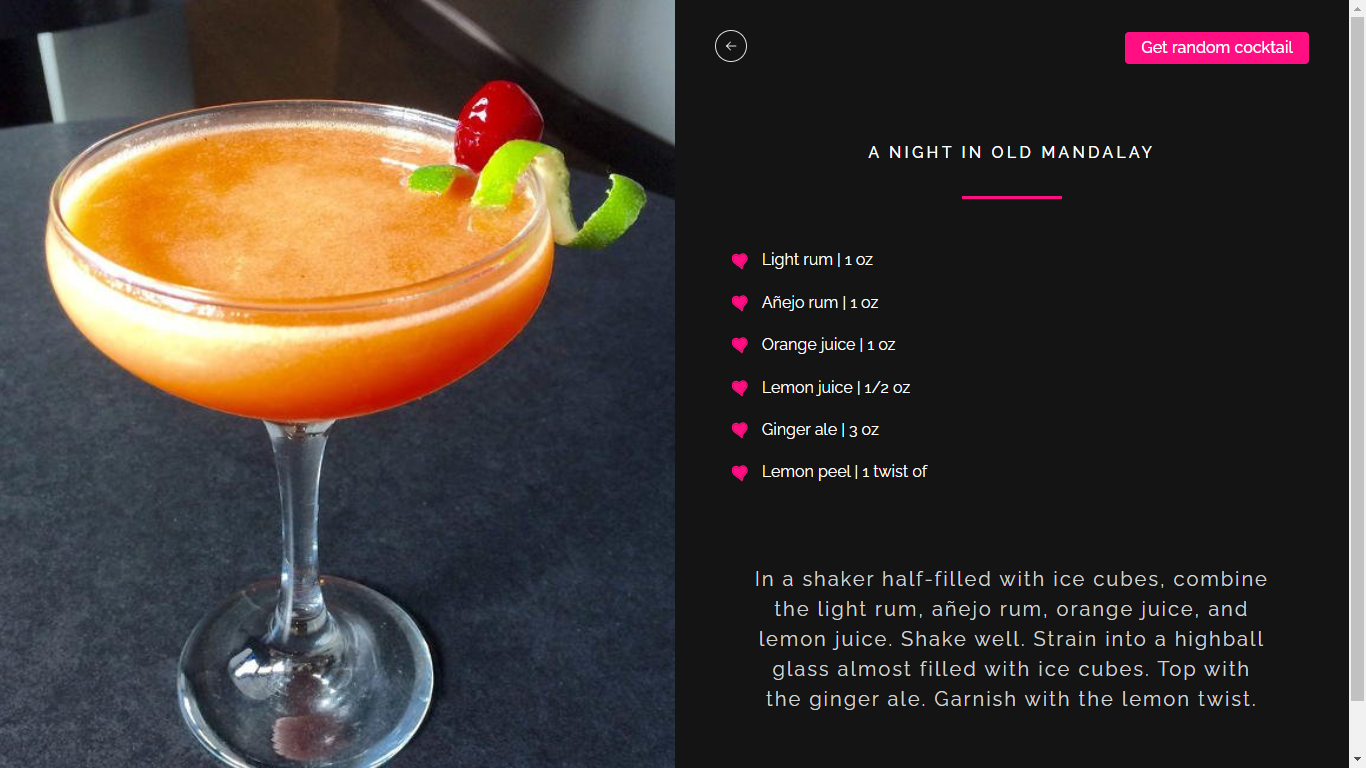 Get random cocktail
A NIGHT IN OLD MANDALAY
Light rum | 1 oz
Añejo rum | 1 oz
Orange juice | 1 oz
Lemon juice | 1/2 oz
Ginger ale | 3 oz
Lemon peel | 1 twist of
In a shaker half-filled with ice cubes, combine
the light rum, añejo rum, orange juice, and
lemon juice. Shake well. Strain into a highball
glass almost filled with ice cubes. Top with
the ginger ale. Garnish with the lemon twist.